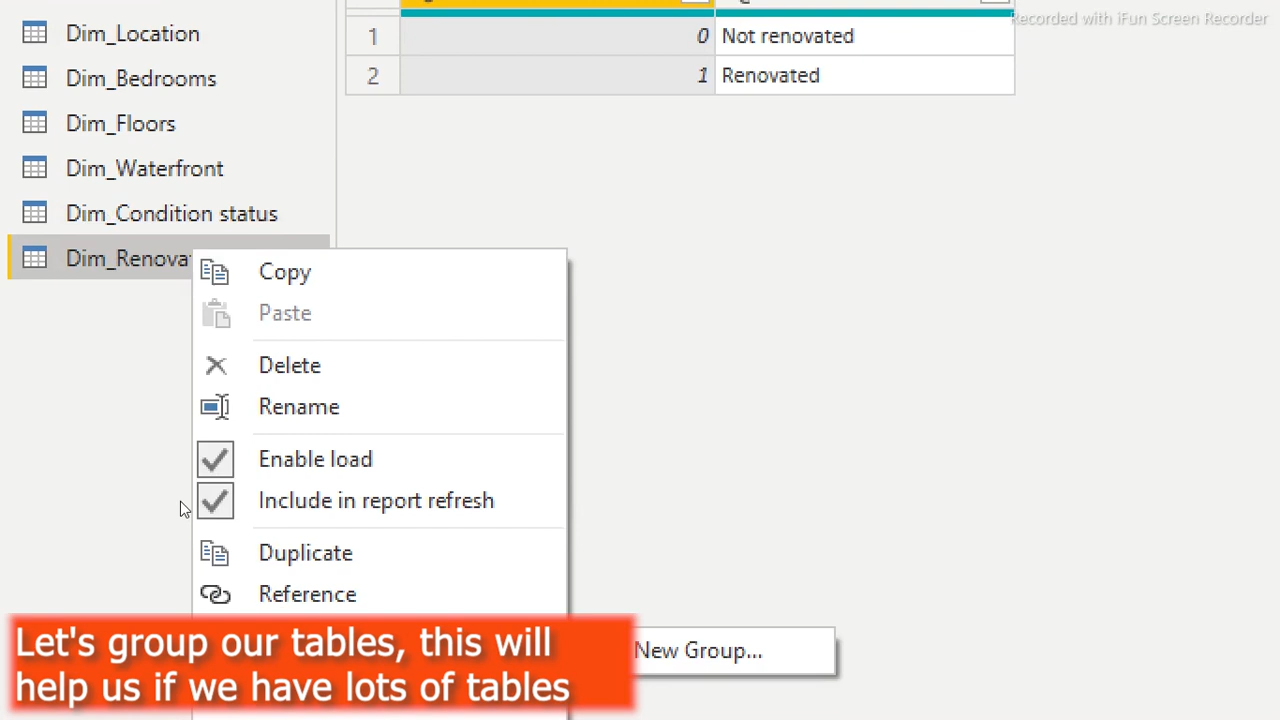 Recorded with iFun Screen Recorder
Dim_Location
Dim_Bedrooms
Dim_Floors
Dim_Waterfront
Dim_Condition status
Dim_Renova
1 0 Not renovated
2 1 Renovated
Copy
Paste
Delete
Rename
Enable load
Include in report refresh
Duplicate
Reference
New Group...
Let's group our tables, this will
help us if we have lots of tables